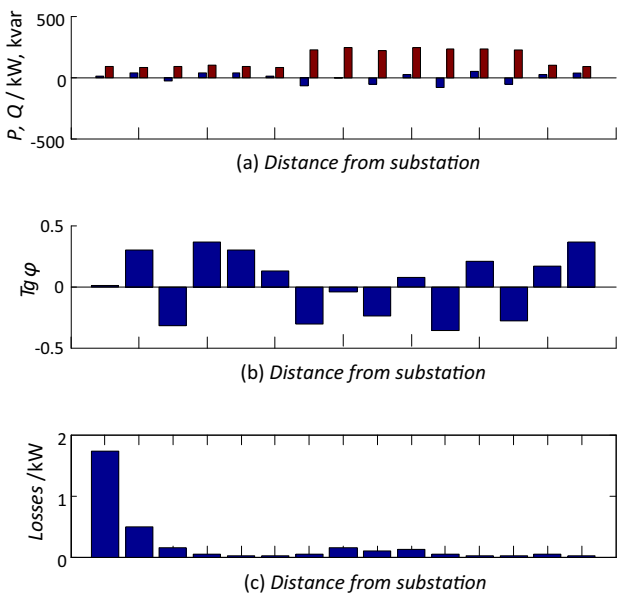 500
0
-500
P, Q / kW, kvar
(a) Distance from substation
0.5
0
-0.5
Tg φ
(b) Distance from substation
2
1
0
Losses /kW
(c) Distance from substation